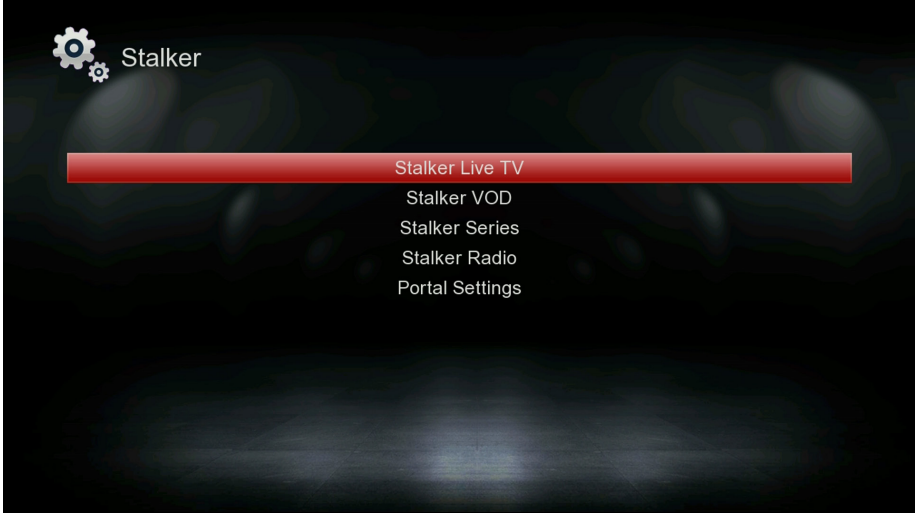 Stalker
Stalker Live TV
Stalker VOD
Stalker Series
Stalker Radio
Portal Settings